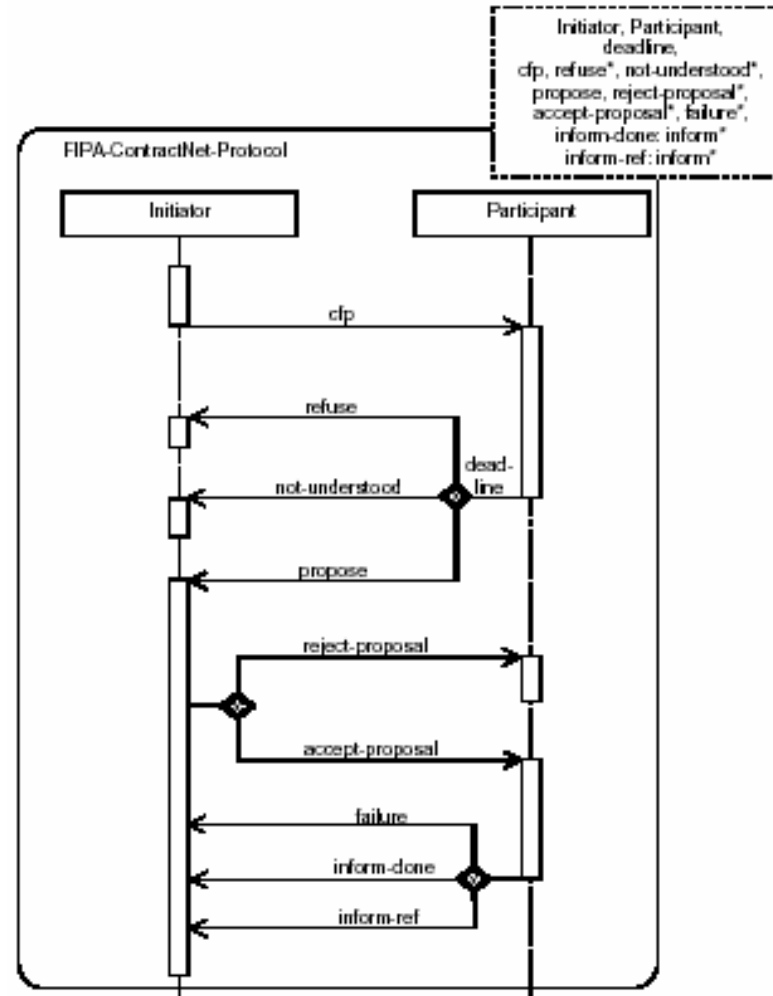 Initiator, Participant,
deadline,
cfp, refuse*, not-understood*,
propose, reject-proposal*,
accept-proposal*, failure*,
inform-done: inform*
inform-ref: inform*
FIPA-ContractNet-Protocol
Initiator
Participant
cfp
refuse
dead-
not-understood
line
propose
reject-proposal
accept-proposal
failure
inform-done
inform-ref